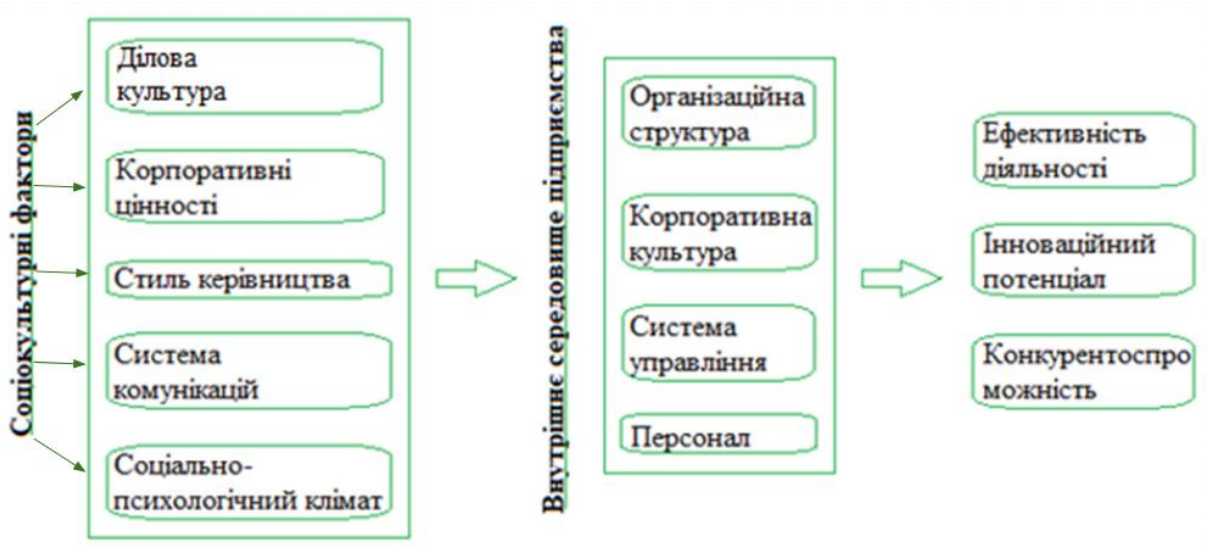 Соціокультурні фактори
Ділова
культура
Корпоративні
цінності
Стиль керівництва
Система
комунікацій
Соціально-
психологічний клімат
Внутрішнє середовище підприємства
Організаційна
структура
Корпоративна
культура
Система
управління
Персонал
Ефективність
діяльності
Інноваційний
потенціал
Конкурентоспро
можність